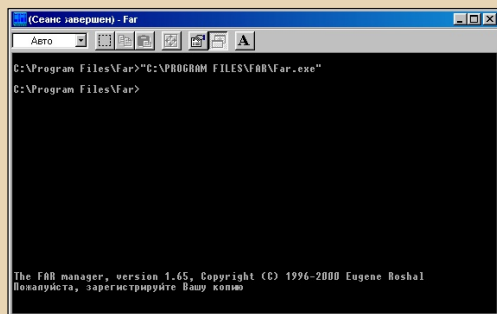 (Сеанс завершен) - Far
Авто
A
C:\Program Files\Far>"C:\PROGRAM FILES\FAR\Far.exe"
C:\Program Files\Far>
The FAR manager, version 1.65, Copyright (C) 1996-2000 Eugene Roshal
Пожалуйста, зарегистрируйте Вашу копию